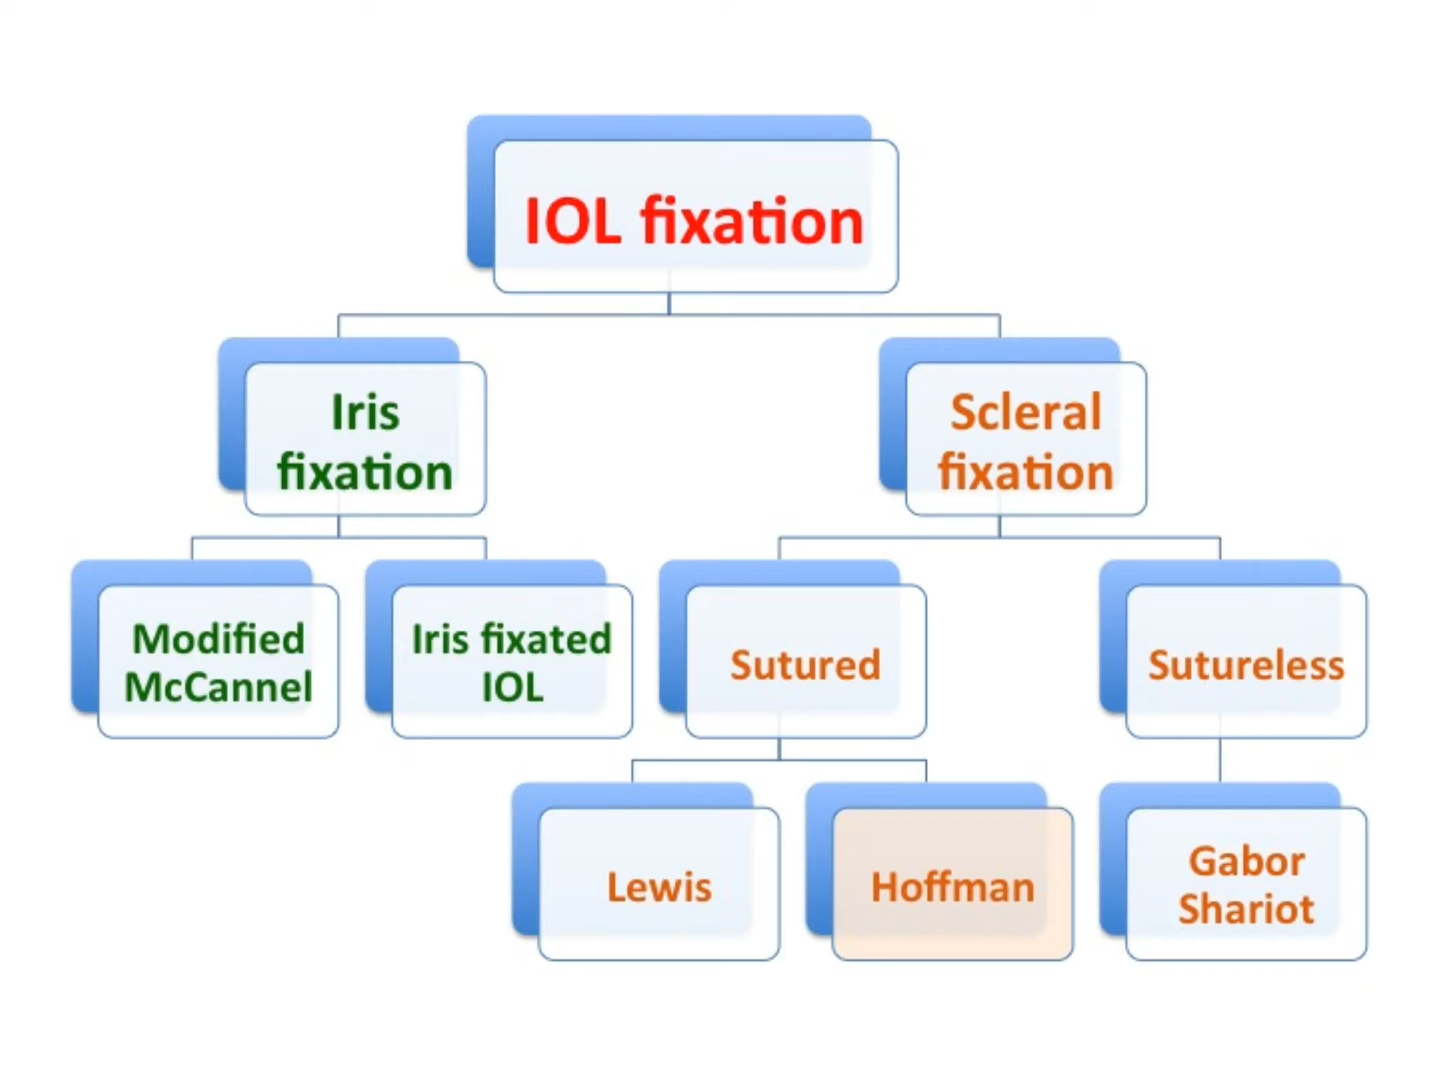 IOL fixation
Iris
fixation
Scleral
fixation
Modified
McCannel
Iris fixated
IOL
Sutured
Sutureless
Lewis
Hoffman
Gabor
Shariot